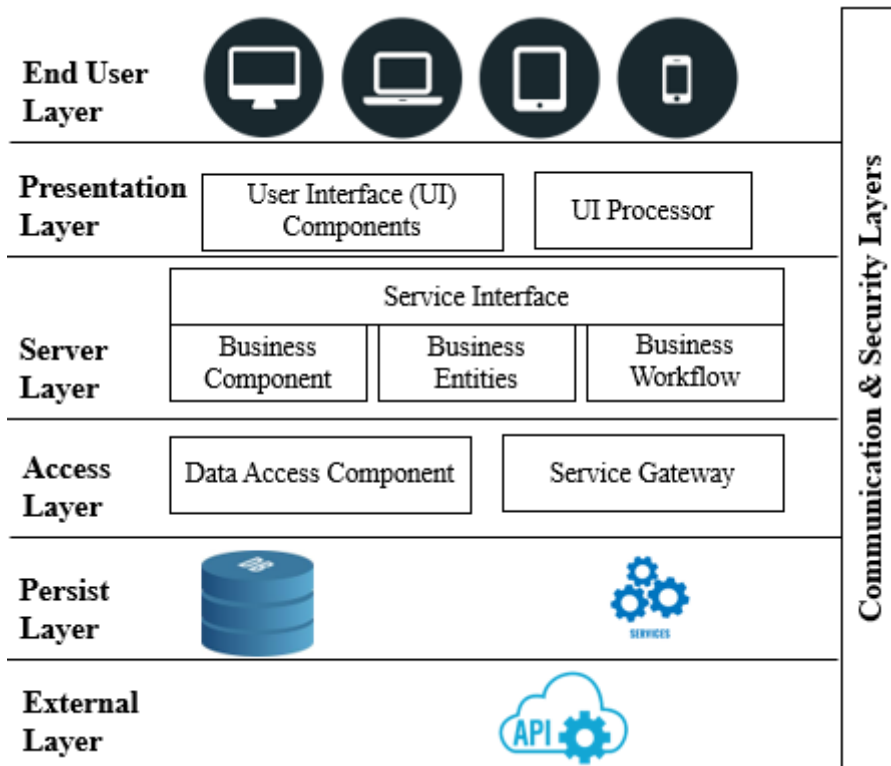 End User
Layer
Presentation
Layer
User Interface (UI)
Components
UI Processor
Service Interface
Server
Layer
Business
Component
Business
Entities
Business
Workflow
Access
Layer
Data Access Component
Service Gateway
Persist
Layer
DB
SERVICES
External
Layer
API
Communication & Security Layers